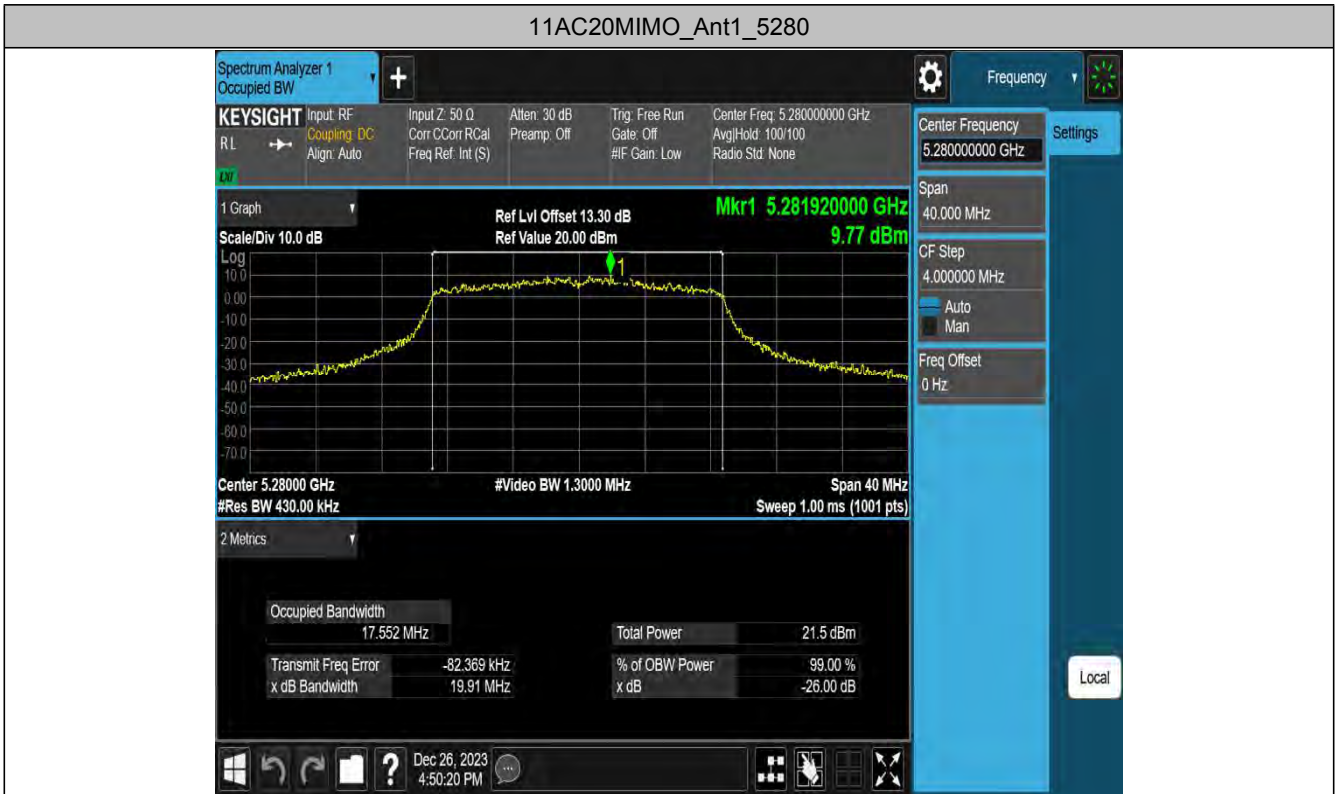 11AC20MIMO_Ant1_5280
Spectrum Analyzer 1
Occupied BW
+
Frequency
KEYSIGHT
RL
LXI
Input: RF
Coupling: DC
Align: Auto
Input Z: 50 Ω
Corr CCorr RCal
Freq Ref: Int (S)
Atten: 30 dB
Preamp: Off
Trig: Free Run
Gate: Off
#IF Gain: Low
Center Freq: 5.280000000 GHz
Avg|Hold: 100/100
Radio Std: None
Center Frequency
5.280000000 GHz
Settings
Span
40.000 MHz
CF Step
4.000000 MHz
Auto
Man
Freq Offset
0 Hz
Local
1 Graph
Scale/Div 10.0 dB
Ref Lvl Offset 13.30 dB
Ref Value 20.00 dBm
Mkr1 5.281920000 GHz
9.77 dBm
Log
1
10.0
0.00
-10.0
-20.0
-30.0
-40.0
-50.0
-60.0
-70.0
Center 5.28000 GHz
#Res BW 430.00 kHz
#Video BW 1.3000 MHz
Span 40 MHz
Sweep 1.00 ms (1001 pts)
2 Metrics
Occupied Bandwidth
17.552 MHz
Total Power 21.5 dBm
Transmit Freq Error -82.369 kHz
% of OBW Power 99.00 %
x dB Bandwidth 19.91 MHz
x dB -26.00 dB
?
Dec 26, 2023
4:50:20 PM